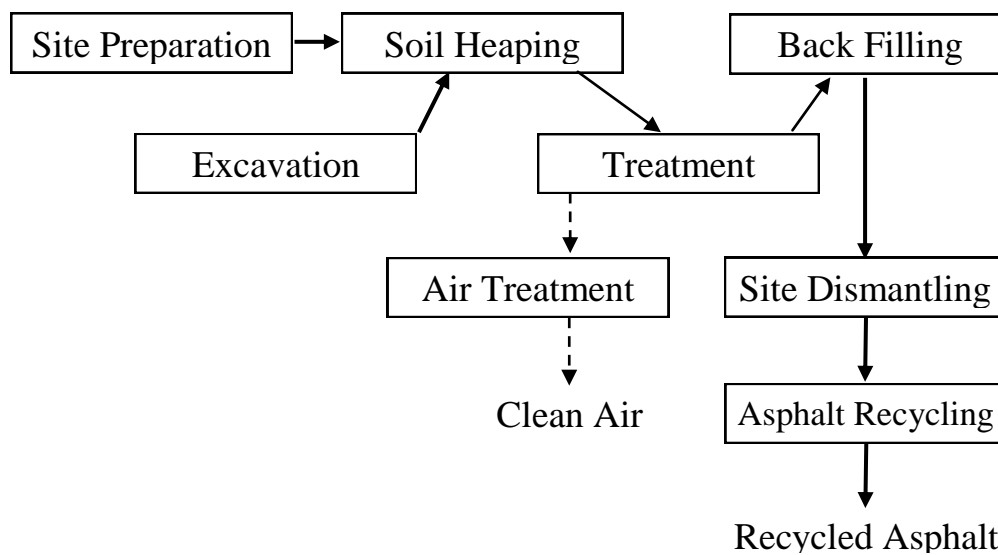 Site Preparation
Soil Heaping
Back Filling
Excavation
Treatment
Air Treatment
Site Dismantling
Clean Air
Asphalt Recycling
Recycled Asphalt